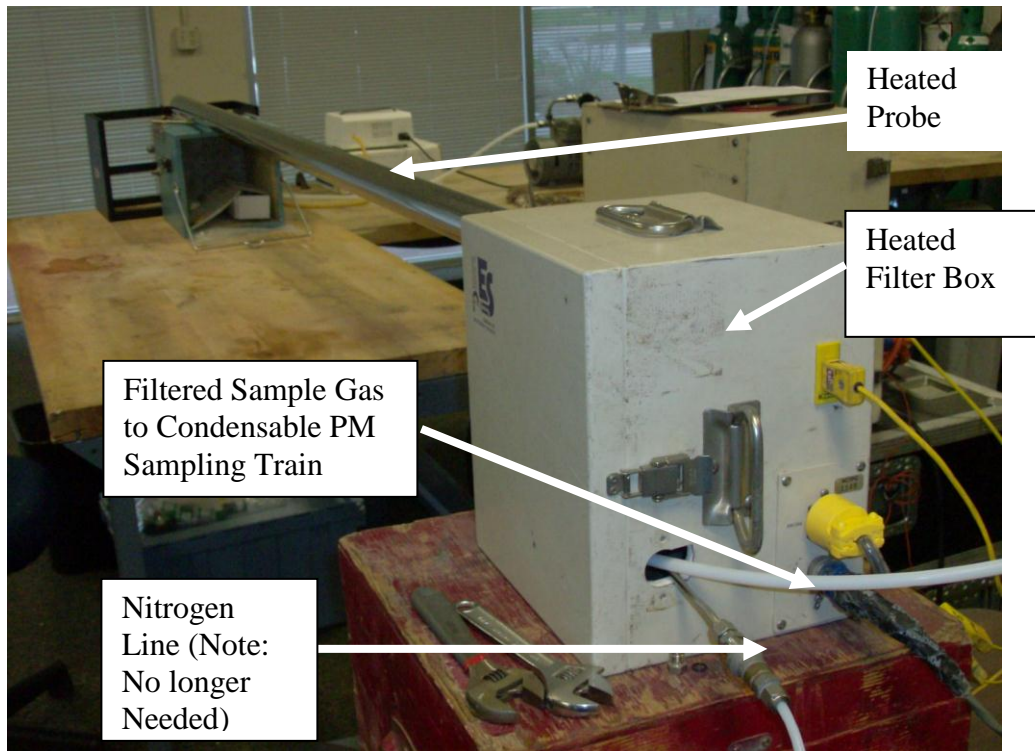 Heated
Probe
Heated
Filter Box
Filtered Sample Gas
to Condensable PM
Sampling Train
Nitrogen
Line (Note:
No longer
Needed)